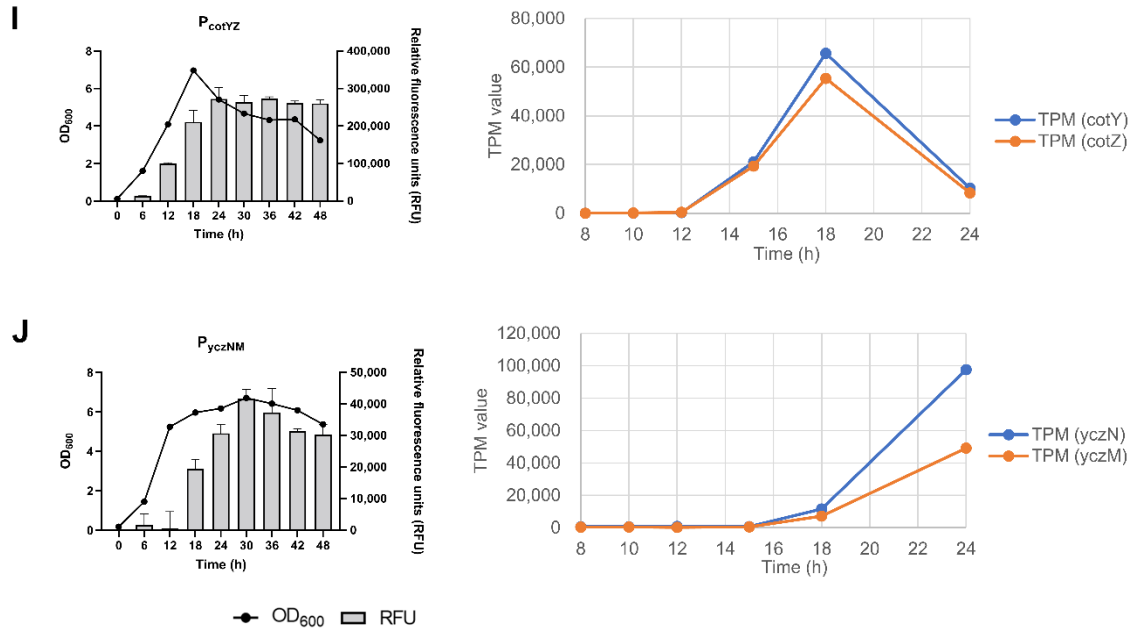 I
PcotYZ
8
6
4
2
0
OD600
400,000
300,000
200,000
100,000
0
Relative fluorescence units (RFU)
0 6 12 18 24 30 36 42 48
Time (h)
80,000
60,000
40,000
20,000
0
TPM value
8 10 12 14 16 18 20 22 24
Time (h)
TPM (cotY)
TPM (cotZ)
J
PyczNM
8
6
4
2
0
OD600
50,000
40,000
30,000
20,000
10,000
0
Relative fluorescence units (RFU)
0 6 12 18 24 30 36 42 48
Time (h)
120,000
100,000
80,000
60,000
40,000
20,000
0
TPM value
8 10 12 14 16 18 20 22 24
Time (h)
TPM (yczN)
TPM (yczM)
OD600 RFU